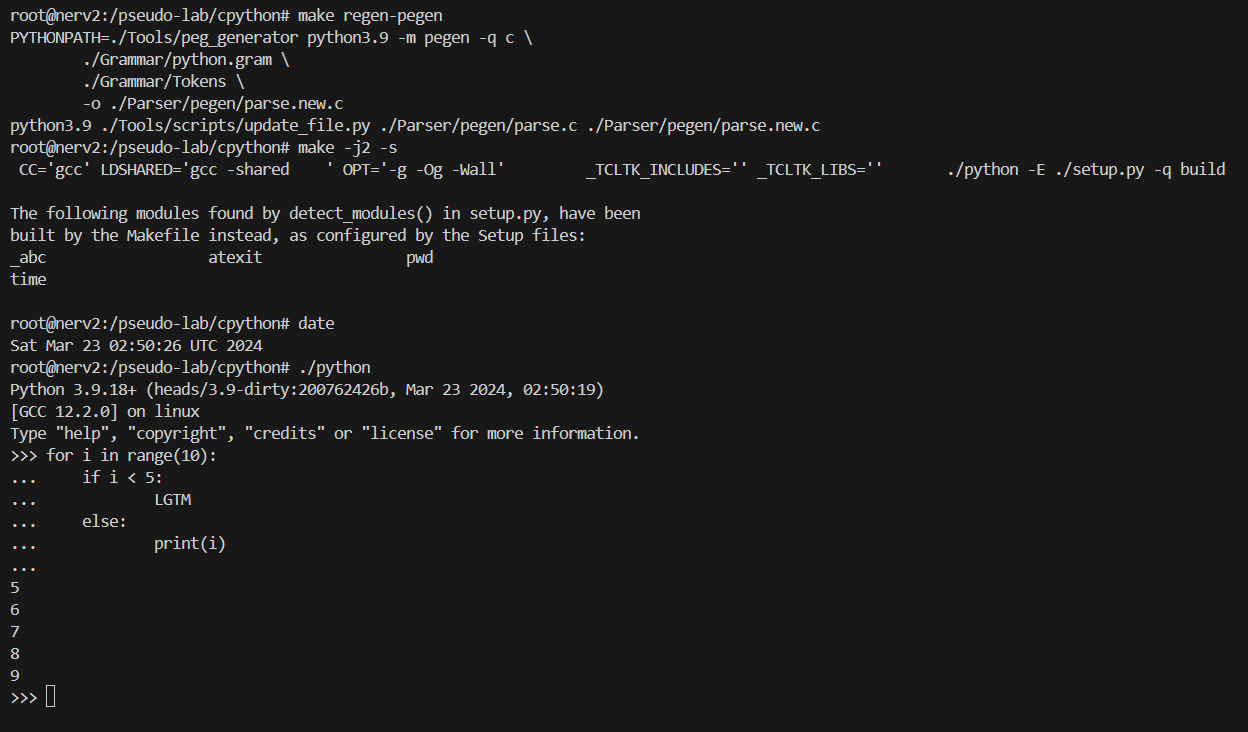 root@nerv2:/pseudo-lab/cpython# make regen-pegen
PYTHONPATH=./Tools/peg_generator python3.9 -m pegen -q c \
        ./Grammar/python.gram \
        ./Grammar/Tokens \
        -o ./Parser/pegen/parse.new.c
python3.9 ./Tools/scripts/update_file.py ./Parser/pegen/parse.c ./Parser/pegen/parse.new.c
root@nerv2:/pseudo-lab/cpython# make -j2 -s
 CC='gcc' LDSHARED='gcc -shared    ' OPT='-g -Og -Wall'         _TCLTK_INCLUDES='' _TCLTK_LIBS=''       ./python -E ./setup.py -q build

The following modules found by detect_modules() in setup.py, have been
built by the Makefile instead, as configured by the Setup files:
_abc                  atexit                pwd
time

root@nerv2:/pseudo-lab/cpython# date
Sat Mar 23 02:50:26 UTC 2024
root@nerv2:/pseudo-lab/cpython# ./python
Python 3.9.18+ (heads/3.9-dirty:200762426b, Mar 23 2024, 02:50:19)
[GCC 12.2.0] on linux
Type "help", "copyright", "credits" or "license" for more information.
>>> for i in range(10):
...     if i < 5:
...             LGTM
...     else:
...             print(i)
...
5
6
7
8
9
>>>